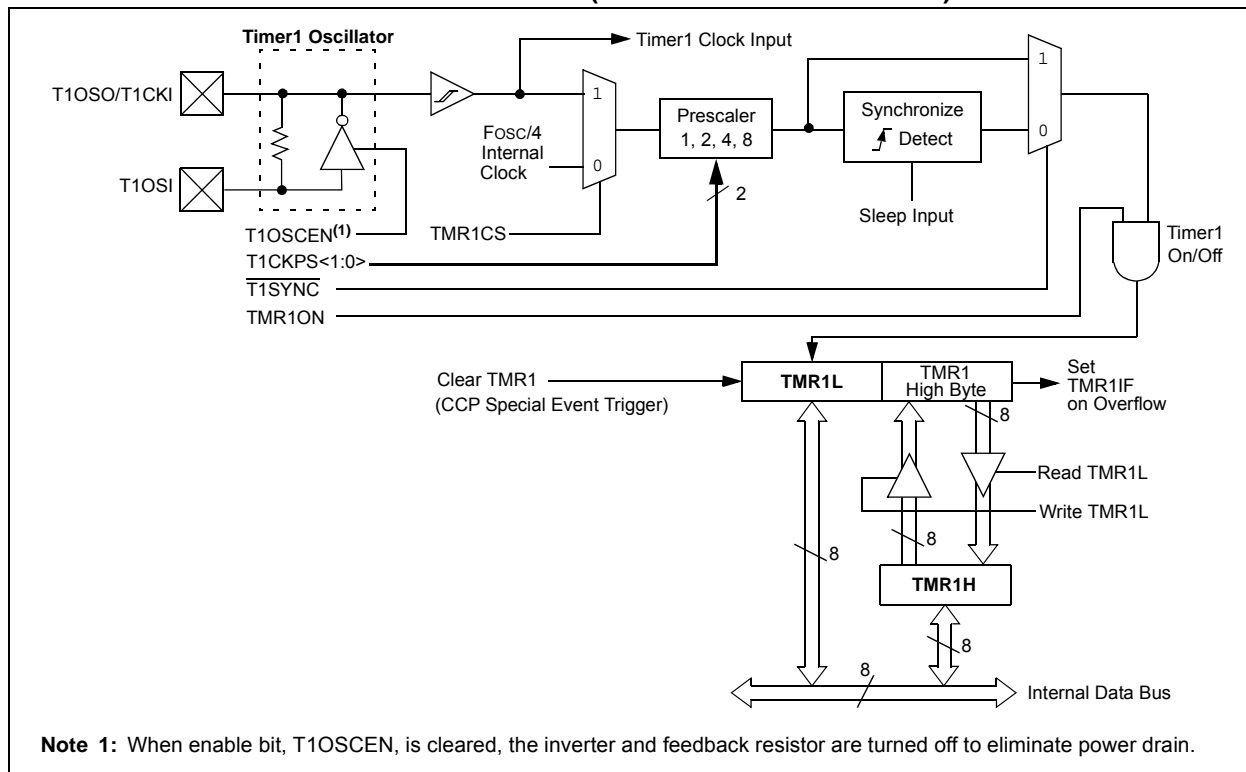 Timer1 Oscillator
T1OSO/T1CKI
T1OSI
Timer1 Clock Input
1
FOSC/4
Internal
Clock
0
Prescaler
1, 2, 4, 8
2
Synchronize
Detect
Sleep Input
1
0
T1OSCEN(1)
TMR1CS
T1CKPS<1:0>
T1SYNC
TMR1ON
Timer1
On/Off
Clear TMR1
(CCP Special Event Trigger)
TMR1L
TMR1
High Byte
Set
TMR1IF
on Overflow
8
Read TMR1L
Write TMR1L
8
8
TMR1H
8
8
Internal Data Bus
Note 1: When enable bit, T1OSCEN, is cleared, the inverter and feedback resistor are turned off to eliminate power drain.